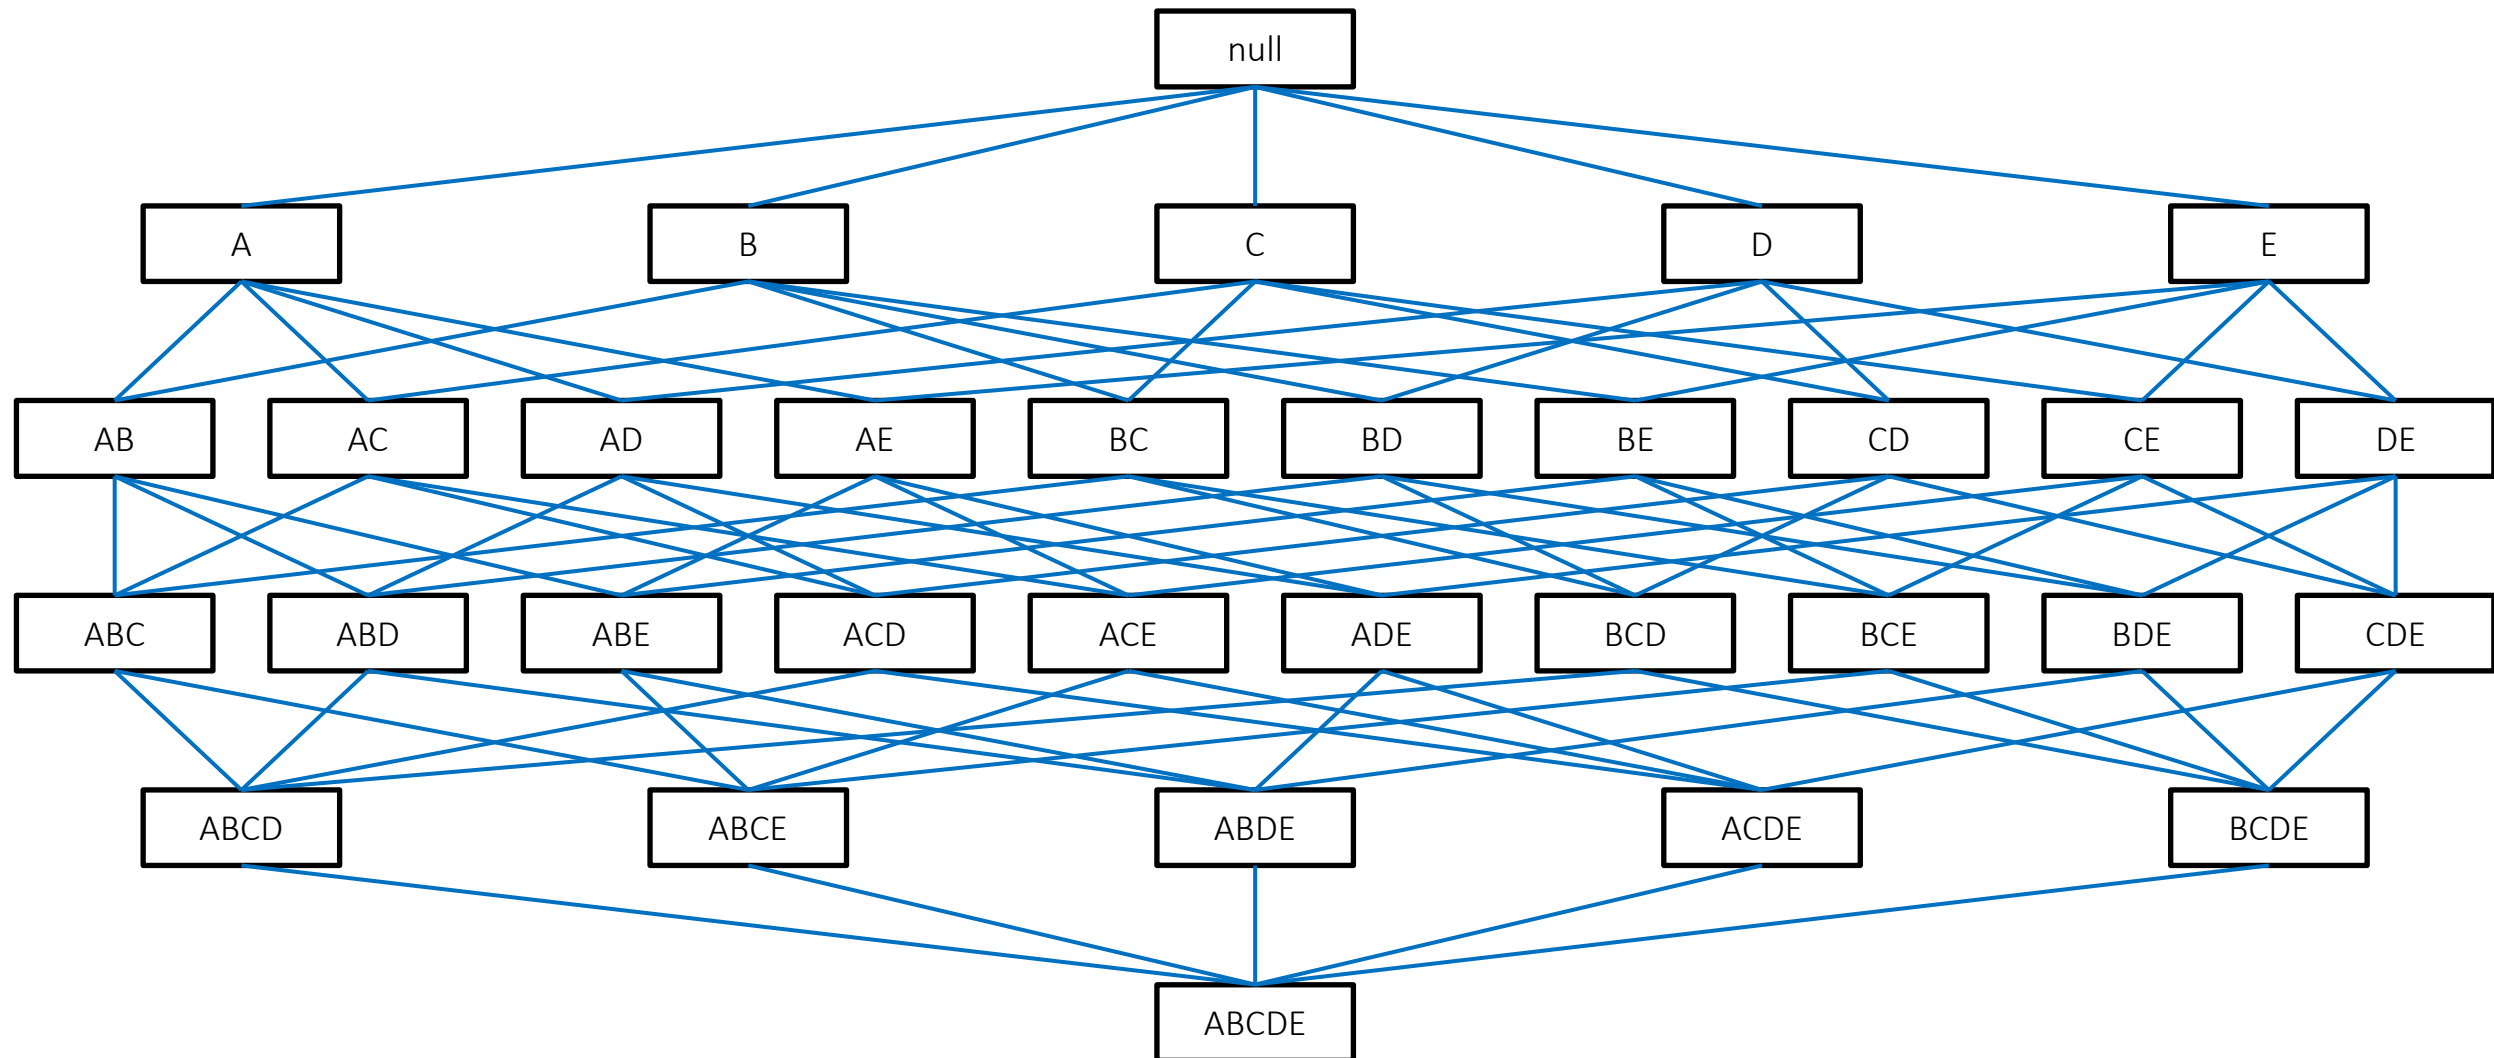 null
A B C D E
AB AC AD AE BC BD BE CD CE DE
ABC ABD ABE ACD ACE ADE BCD BCE BDE CDE
ABCD ABCE ABDE ACDE BCDE
ABCDE